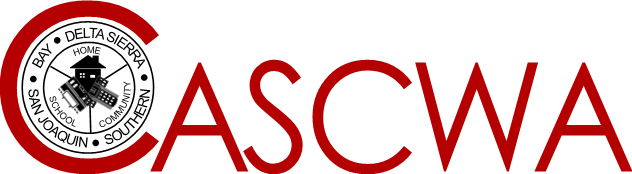 CASCWA
BAY • DELTA SIERRA • SOUTHERN • SAN JOAQUIN •
HOME
SCHOOL
COMMUNITY